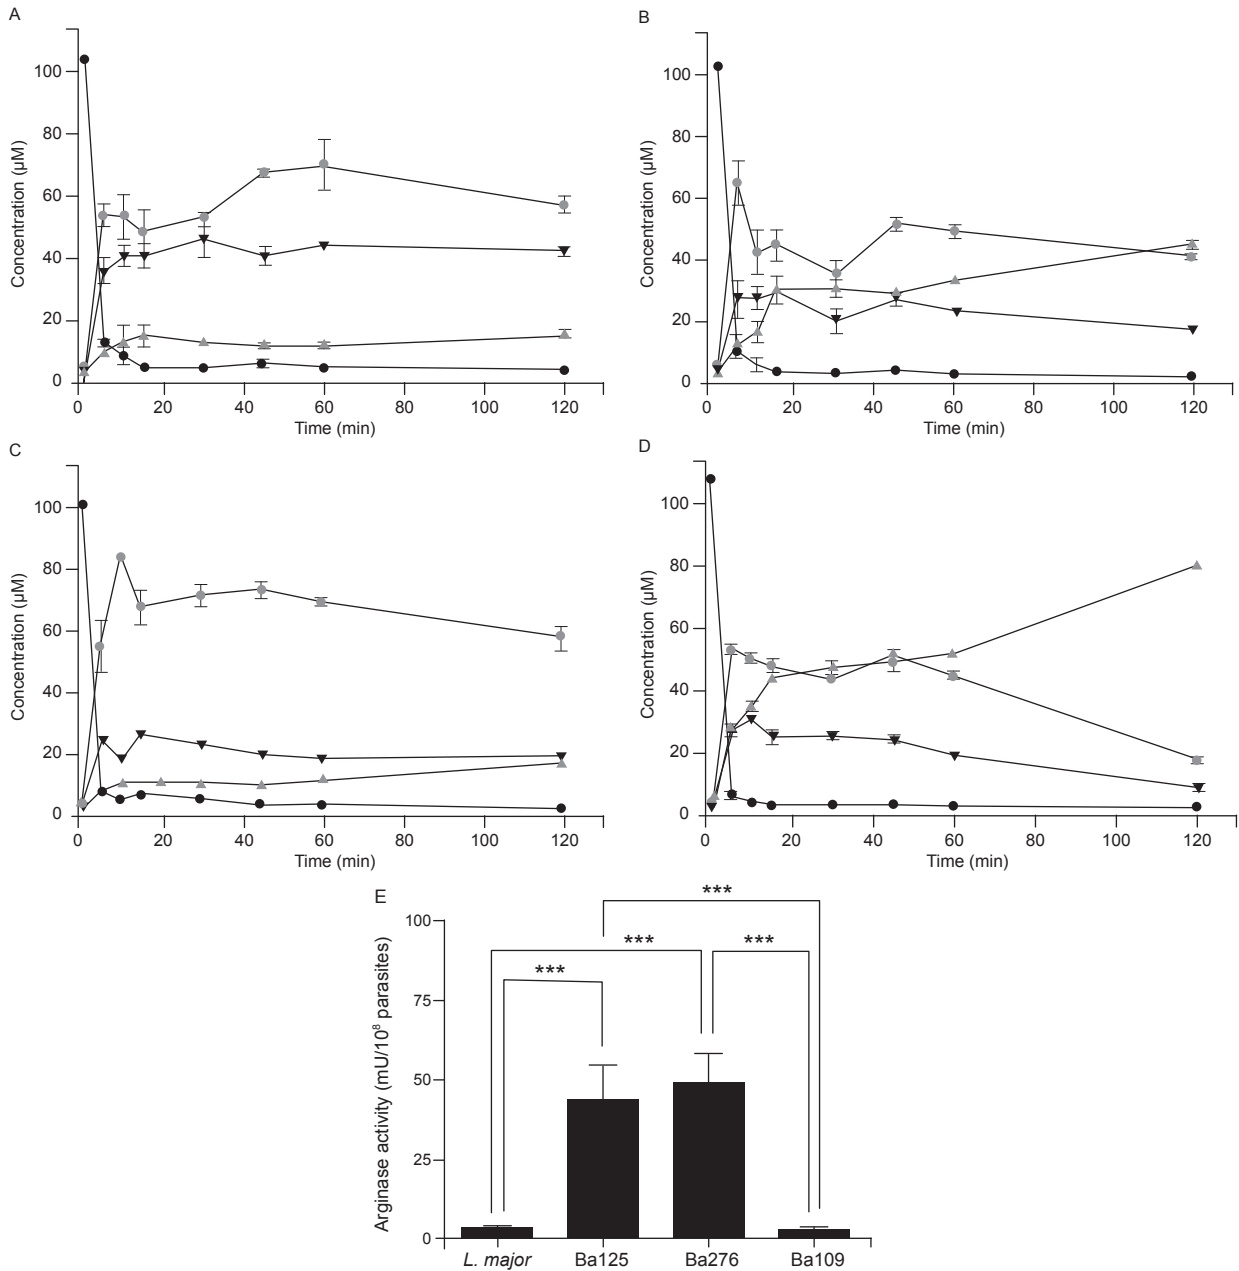 A
Concentration (μM)
100
80
60
40
20
0
0 20 40 60 80 100 120
Time (min)
B
Concentration (μM)
100
80
60
40
20
0
0 20 40 60 80 100 120
Time (min)
C
Concentration (μM)
100
80
60
40
20
0
0 20 40 60 80 100 120
Time (min)
D
Concentration (μM)
100
80
60
40
20
0
0 20 40 60 80 100 120
Time (min)
E
Arginase activity (mU/10⁸ parasites)
100
75
50
25
0
***
***
***
***
L. major Ba125 Ba276 Ba109